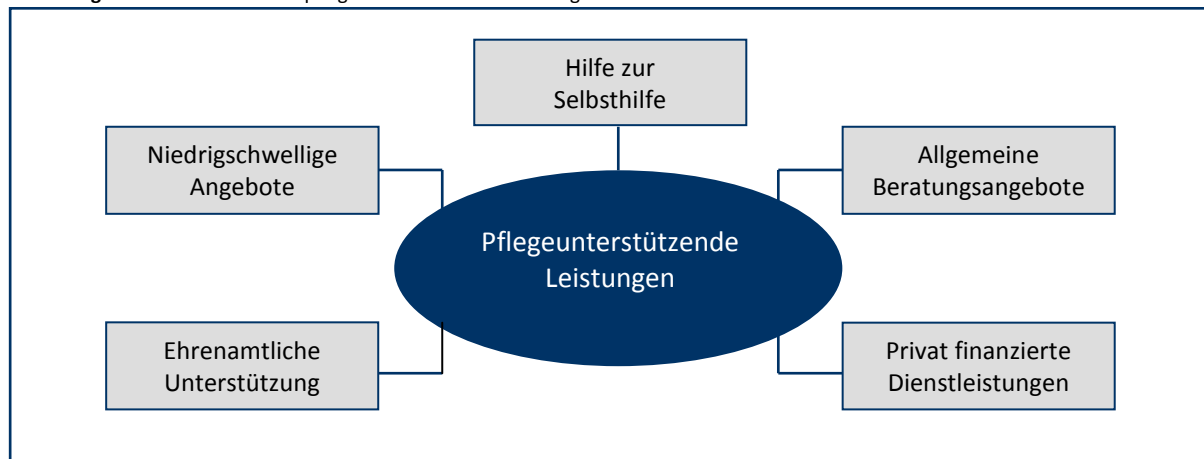 Hilfe zur
Selbsthilfe
Niedrigschwellige
Angebote
Allgemeine
Beratungsangebote
Pflegeunterstützende
Leistungen
Ehrenamtliche
Unterstützung
Privat finanzierte
Dienstleistungen